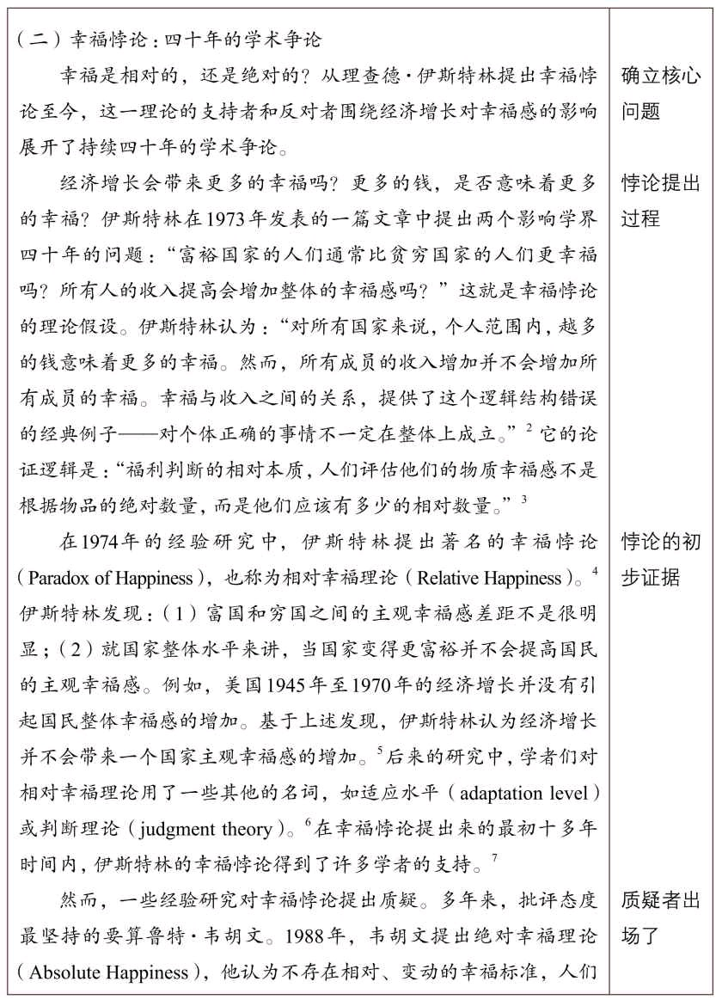 （二）幸福悖论：四十年的学术争论
幸福是相对的，还是绝对的？从理查德·伊斯特林提出幸福悖
论至今，这一理论的支持者和反对者围绕经济增长对幸福感的影响
展开了持续四十年的学术争论。
确立核心
问题
经济增长会带来更多的幸福吗？更多的钱，是否意味着更多
的幸福？伊斯特林在1973年发表的一篇文章中提出两个影响学界
四十年的问题：“富裕国家的人们通常比贫穷国家的人们更幸福
吗？所有人的收入提高会增加整体的幸福感吗？”这就是幸福悖论
的理论假设。伊斯特林认为：“对所有国家来说，个人范围内，越多
的钱意味着更多的幸福。然而，所有成员的收入增加并不会增加所
有成员的幸福。幸福与收入之间的关系，提供了这个逻辑结构错误
的经典例子——对个体正确的事情不一定在整体上成立。”2 它的论
证逻辑是：“福利判断的相对本质，人们评估他们的物质幸福感不是
根据物品的绝对数量，而是他们应该有多少的相对数量。”3
悖论提出
过程
在1974年的经验研究中，伊斯特林提出著名的幸福悖论
（Paradox of Happiness），也称为相对幸福理论（Relative Happiness）。4
伊斯特林发现：（1）富国和穷国之间的主观幸福感差距不是很明
显；（2）就国家整体水平来讲，当国家变得更富裕并不会提高国民
的主观幸福感。例如，美国1945年至1970年的经济增长并没有引
起国民整体幸福感的增加。基于上述发现，伊斯特林认为经济增长
并不会带来一个国家主观幸福感的增加。5后来的研究中，学者们对
相对幸福理论用了一些其他的名词，如适应水平（adaptation level）
或判断理论（judgment theory）。6在幸福悖论提出来的最初十多年
时间内，伊斯特林的幸福悖论得到了许多学者的支持。7
悖论的初
步证据
然而，一些经验研究对幸福悖论提出质疑。多年来，批评态度
最坚持的要算鲁特·韦胡文。1988年，韦胡文提出绝对幸福理论
（Absolute Happiness），他认为不存在相对、变动的幸福标准，人们
质疑者出
场了